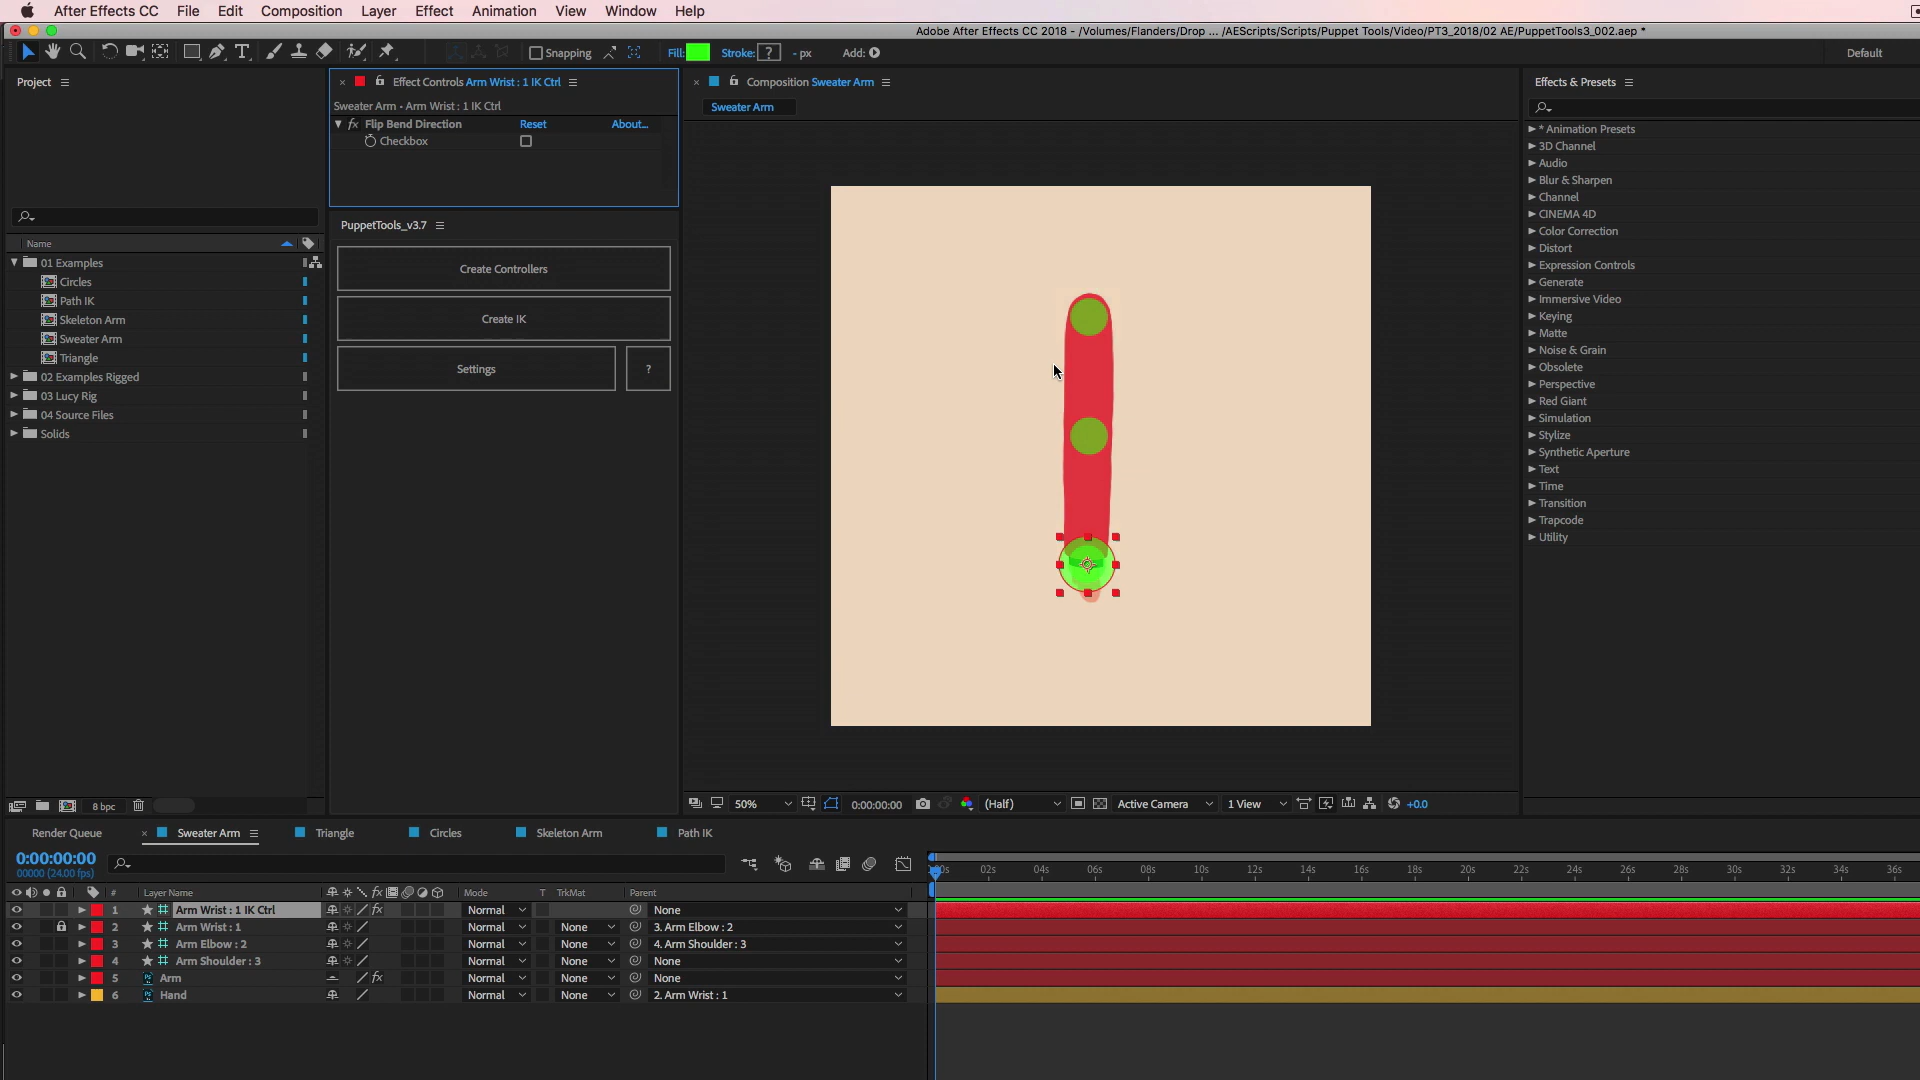 After Effects CC File Edit Composition Layer Effect Animation View Window Help
Adobe After Effects CC 2018 - /Volumes/Flanders/Drop ... /AEScripts/Scripts/Puppet Tools/Video/PT3_2018/02 AE/PuppetTools3_002.aep *
Snapping Fill: Stroke: ? - px Add: Default
Project
Effect Controls Arm Wrist : 1 IK Ctrl
Composition Sweater Arm
Effects & Presets
Sweater Arm • Arm Wrist : 1 IK Ctrl
Sweater Arm
fx Flip Bend Direction Reset About...
Checkbox
PuppetTools_v3.7
Create Controllers
Create IK
Settings ?
Name
01 Examples
Circles
Path IK
Skeleton Arm
Sweater Arm
Triangle
02 Examples Rigged
03 Lucy Rig
04 Source Files
Solids
* Animation Presets
3D Channel
Audio
Blur & Sharpen
Channel
CINEMA 4D
Color Correction
Distort
Expression Controls
Generate
Immersive Video
Keying
Matte
Noise & Grain
Obsolete
Perspective
Red Giant
Simulation
Stylize
Synthetic Aperture
Text
Time
Transition
Trapcode
Utility
8 bpc
50% 0:00:00:00 (Half) Active Camera 1 View +0.0
Render Queue Sweater Arm Triangle Circles Skeleton Arm Path IK
0:00:00:00
00000 (24.00 fps)
02s 04s 06s 08s 10s 12s 14s 16s 18s 20s 22s 24s 26s 28s 30s 32s 34s 36s
# Layer Name fx Mode T TrkMat Parent
1 Arm Wrist : 1 IK Ctrl fx Normal None
2 Arm Wrist : 1 Normal None 3. Arm Elbow : 2
3 Arm Elbow : 2 Normal None 4. Arm Shoulder : 3
4 Arm Shoulder : 3 Normal None None
5 Arm fx Normal None None
6 Hand Normal None 2. Arm Wrist : 1